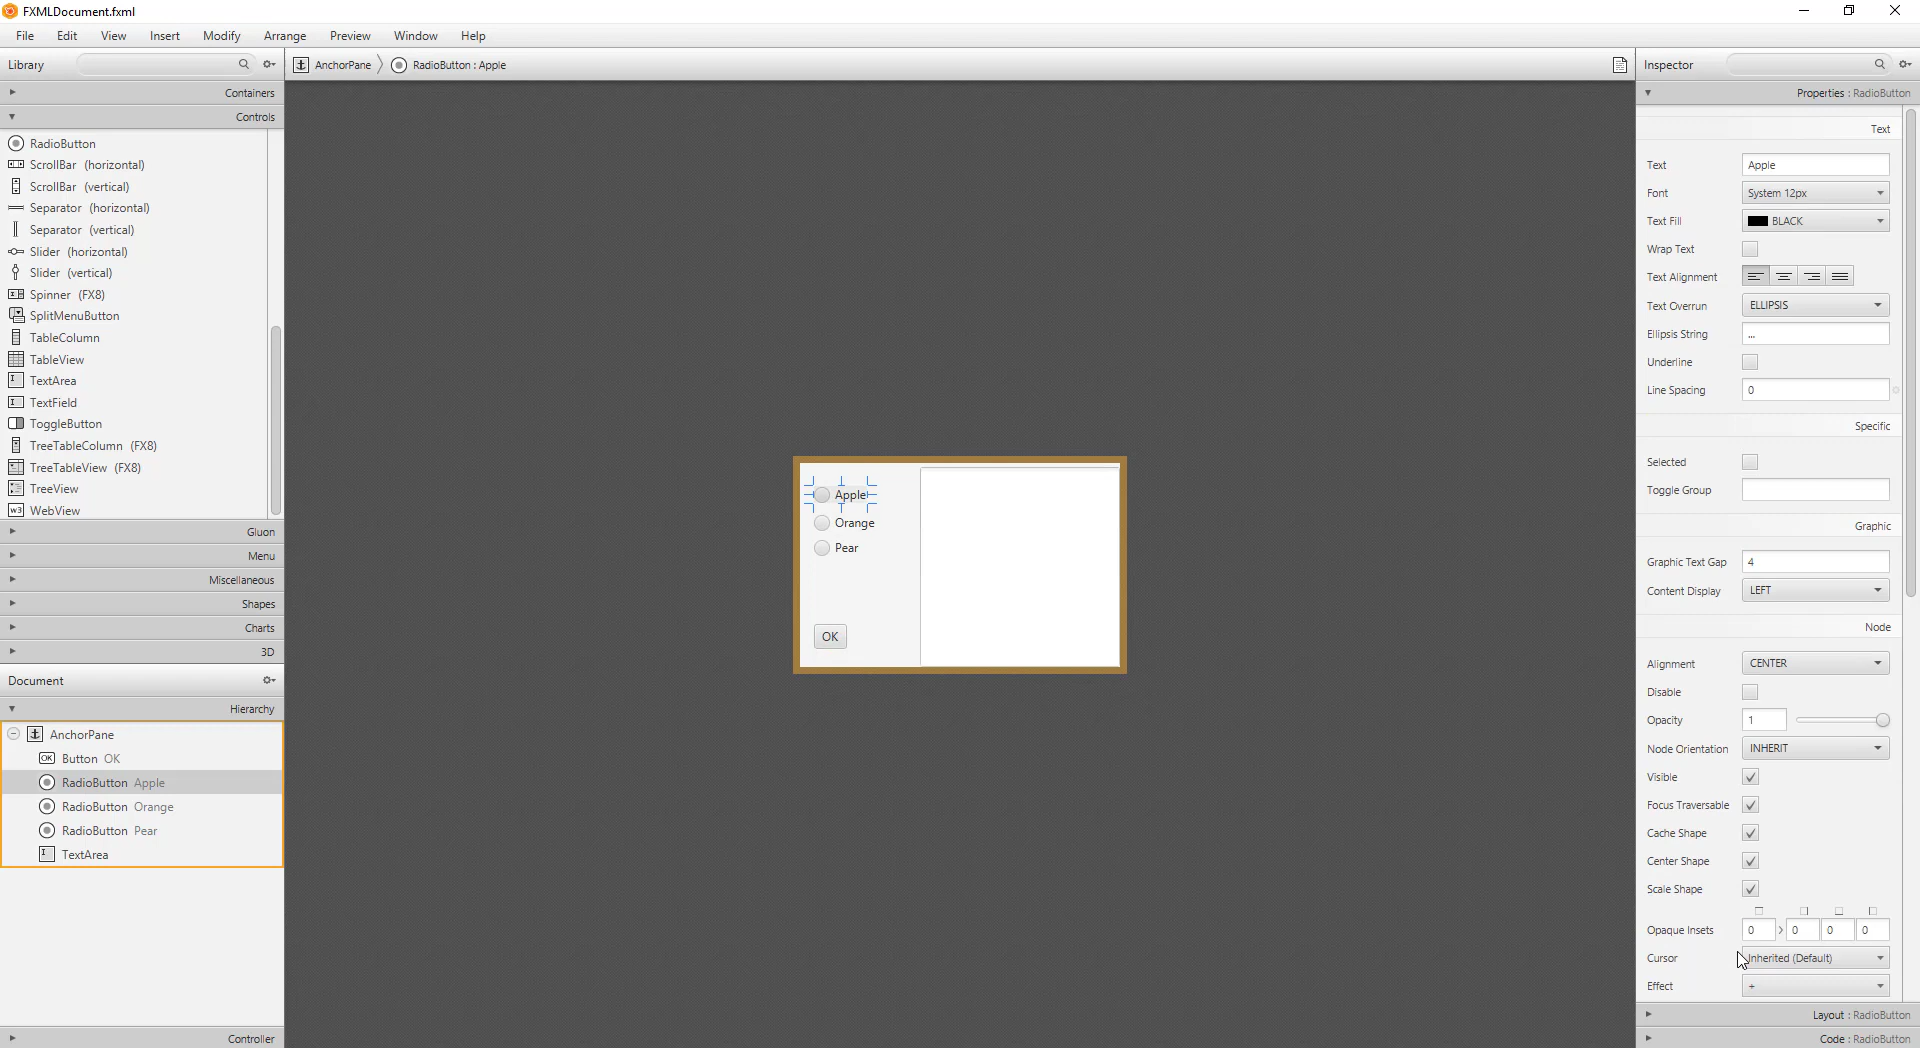 FXMLDocument.fxml
File Edit View Insert Modify Arrange Preview Window Help
Library
AnchorPane RadioButton : Apple
Inspector
Containers
Controls
RadioButton
ScrollBar (horizontal)
ScrollBar (vertical)
Separator (horizontal)
Separator (vertical)
Slider (horizontal)
Slider (vertical)
Spinner (FX8)
SplitMenuButton
TableColumn
TableView
TextArea
TextField
ToggleButton
TreeTableColumn (FX8)
TreeTableView (FX8)
TreeView
WebView
Gluon
Menu
Miscellaneous
Shapes
Charts
3D
Document
Hierarchy
AnchorPane
OK Button OK
RadioButton Apple
RadioButton Orange
RadioButton Pear
TextArea
Controller
Apple
Orange
Pear
OK
Properties : RadioButton
Text
Text Apple
Font System 12px
Text Fill BLACK
Wrap Text
Text Alignment
Text Overrun ELLIPSIS
Ellipsis String ...
Underline
Line Spacing 0
Specific
Selected
Toggle Group
Graphic
Graphic Text Gap 4
Content Display LEFT
Node
Alignment CENTER
Disable
Opacity 1
Node Orientation INHERIT
Visible
Focus Traversable
Cache Shape
Center Shape
Scale Shape
Opaque Insets 0 0 0 0
Cursor Inherited (Default)
Effect +
Layout : RadioButton
Code : RadioButton